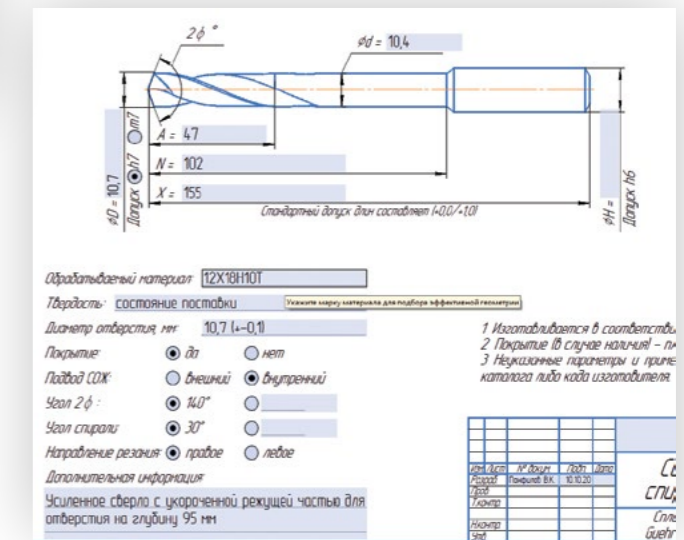 2ϕ °
ϕd = 10,4
ϕD = 10,7
Допуск h7 m7
A = 47
N = 102
X = 155
Стандартный допуск длин составляет (+0,0/+1,0)
ϕH =
Допуск h6
Обрабатываемый материал: 12Х18Н10Т
Твердость: состояние поставки
Укажите марку материала для подбора эффективной геометрии
Диаметр отверстия, мм: 10,7 (+-0,1)
Покрытие: да нет
Подвод СОЖ: внешний внутренний
Угол 2ϕ : 140°
Угол спирали: 30°
Направление резания: правое левое
Дополнительная информация:
Усиленное сверло с укороченной режущей частью для
отверстия на глубину 95 мм
1 Изготавливается в соответстви
2 Покрытие (в случае наличия) –
3 Неуказанные параметры и приме
каталога либо кода изготовителя.
Изм. Лист № докум. Подп. Дата
Разраб. Панфилов В.К. 10.10.20
Пров.
Т.контр.
Н.контр.
Утв.
Св
спи
Спла
Guehr